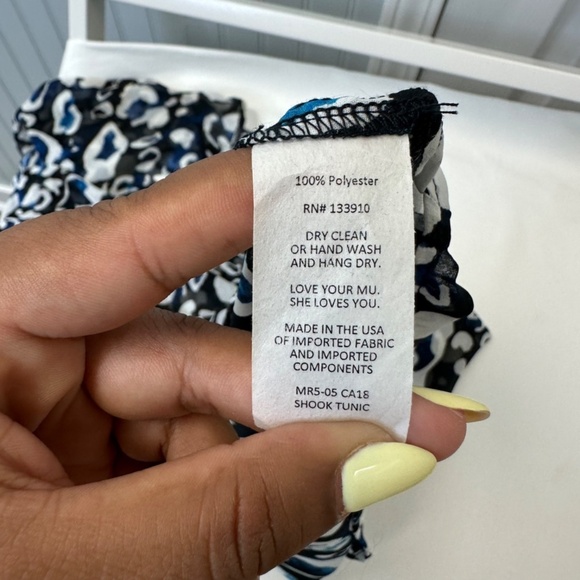 100% Polyester
RN# 133910
DRY CLEAN
OR HAND WASH
AND HANG DRY.
LOVE YOUR MU.
SHE LOVES YOU.
MADE IN THE USA
OF IMPORTED FABRIC
AND IMPORTED
COMPONENTS
MR5-05 CA18
SHOOK TUNIC